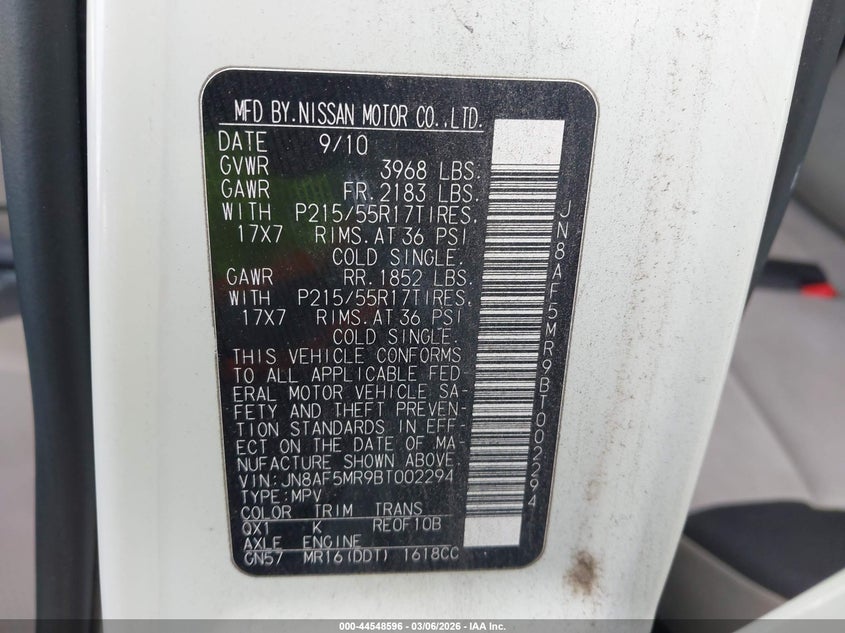 MFD BY.NISSAN MOTOR CO.,LTD.
DATE 9/10
GVWR 3968 LBS.
GAWR FR.2183 LBS.
WITH P215/55R17TIRES.
17X7 RIMS.AT 36 PSI
COLD SINGLE.
GAWR RR.1852 LBS.
WITH P215/55R17TIRES.
17X7 RIMS.AT 36 PSI
COLD SINGLE.
THIS VEHICLE CONFORMS
TO ALL APPLICABLE FED-
ERAL MOTOR VEHICLE SA-
FETY AND THEFT PREVEN-
TION STANDARDS IN EFF-
ECT ON THE DATE OF MA-
NUFACTURE SHOWN ABOVE.
VIN:JN8AF5MR9BT002294
TYPE:MPV
COLOR TRIM TRANS
QX1 K RE0F10B
AXLE ENGINE
GN57 MR16(DDT) 1618CC
JN8AF5MR9BT002294
000-44548596 - 03/06/2026 - IAA Inc.